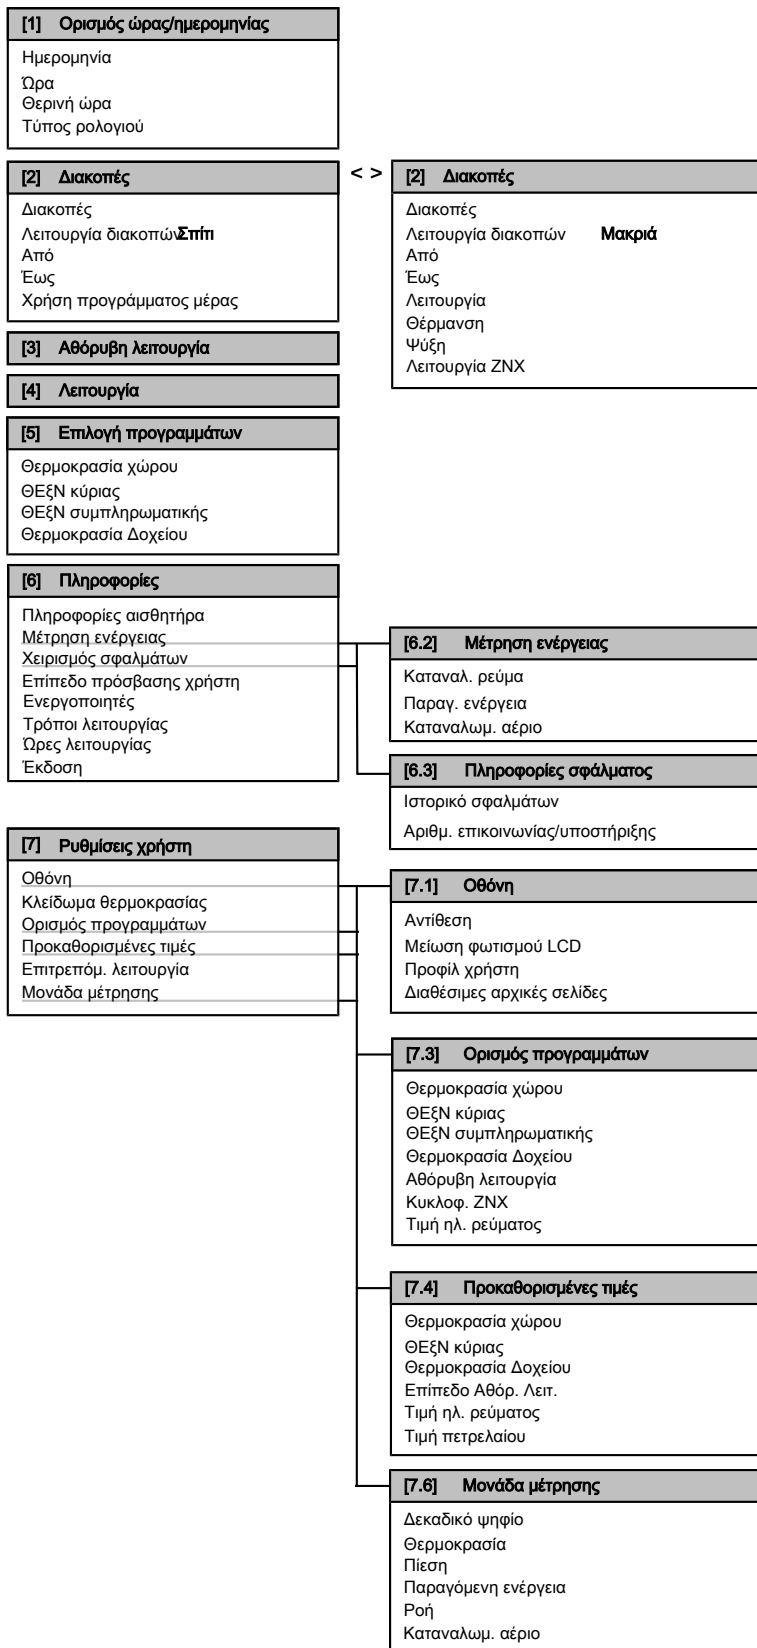 [1] Ορισμός ώρας/ημερομηνίας
Ημερομηνία
Ώρα
Θερινή ώρα
Τύπος ρολογιού
[2] Διακοπές
Διακοπές
Λειτουργία διακοπών Σπίτι
Από
Έως
Χρήση προγράμματος μέρας
< >
[2] Διακοπές
Διακοπές
Λειτουργία διακοπών Μακριά
Από
Έως
Λειτουργία
Θέρμανση
Ψύξη
Λειτουργία ΖΝΧ
[3] Αθόρυβη λειτουργία
[4] Λειτουργία
[5] Επιλογή προγραμμάτων
Θερμοκρασία χώρου
ΘΕξΝ κύριας
ΘΕξΝ συμπληρωματικής
Θερμοκρασία Δοχείου
[6] Πληροφορίες
Πληροφορίες αισθητήρα
Μέτρηση ενέργειας
Χειρισμός σφαλμάτων
Επίπεδο πρόσβασης χρήστη
Ενεργοποιητές
Τρόποι λειτουργίας
Ώρες λειτουργίας
Έκδοση
[6.2] Μέτρηση ενέργειας
Καταναλ. ρεύμα
Παραγ. ενέργεια
Καταναλωμ. αέριο
[6.3] Πληροφορίες σφάλματος
Ιστορικό σφαλμάτων
Αριθμ. επικοινωνίας/υποστήριξης
[7] Ρυθμίσεις χρήστη
Οθόνη
Κλείδωμα θερμοκρασίας
Ορισμός προγραμμάτων
Προκαθορισμένες τιμές
Επιτρεπόμ. λειτουργία
Μονάδα μέτρησης
[7.1] Οθόνη
Αντίθεση
Μείωση φωτισμού LCD
Προφίλ χρήστη
Διαθέσιμες αρχικές σελίδες
[7.3] Ορισμός προγραμμάτων
Θερμοκρασία χώρου
ΘΕξΝ κύριας
ΘΕξΝ συμπληρωματικής
Θερμοκρασία Δοχείου
Αθόρυβη λειτουργία
Κυκλοφ. ΖΝΧ
Τιμή ηλ. ρεύματος
[7.4] Προκαθορισμένες τιμές
Θερμοκρασία χώρου
ΘΕξΝ κύριας
Θερμοκρασία Δοχείου
Επίπεδο Αθόρ. Λειτ.
Τιμή ηλ. ρεύματος
Τιμή πετρελαίου
[7.6] Μονάδα μέτρησης
Δεκαδικό ψηφίο
Θερμοκρασία
Πίεση
Παραγόμενη ενέργεια
Ροή
Καταναλωμ. αέριο